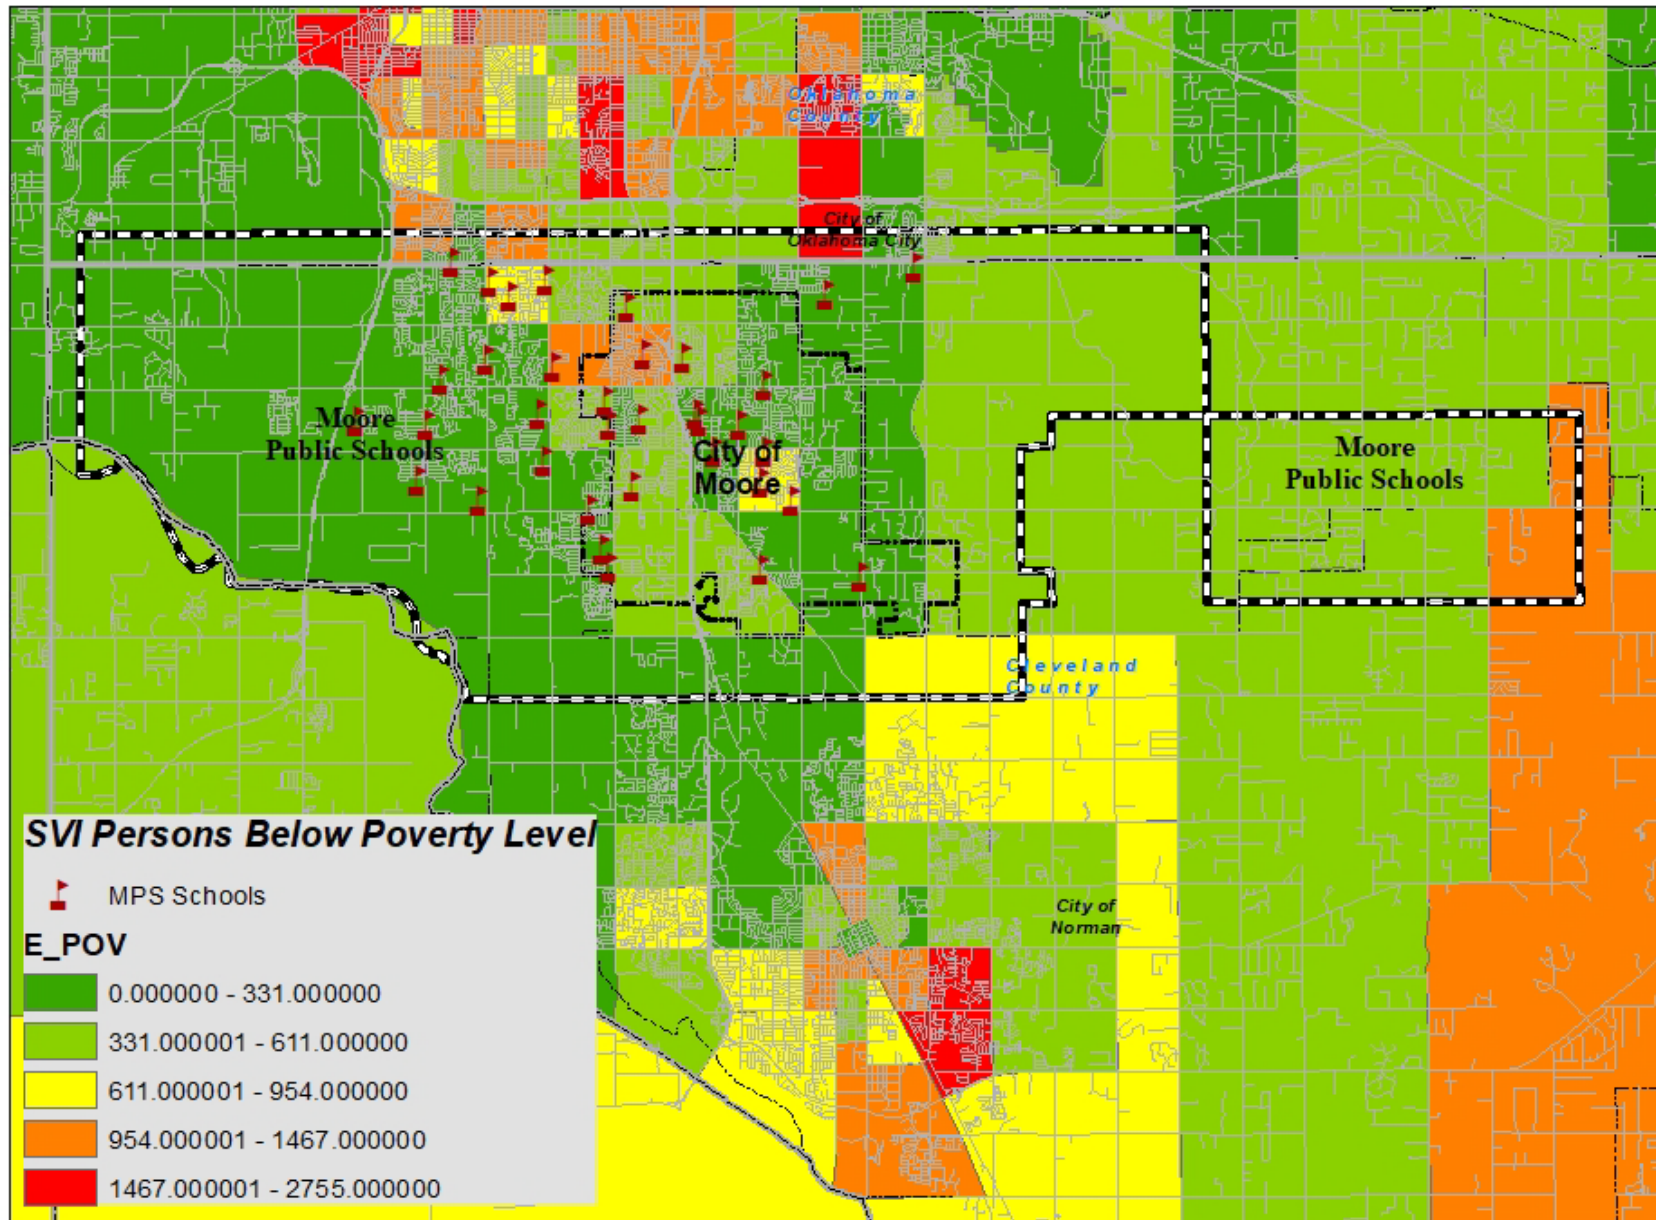 Oklahoma
County
City of
Oklahoma City
Moore
Public Schools
City of
Moore
Moore
Public Schools
Cleveland
County
SVI Persons Below Poverty Level
MPS Schools
E_POV
City of
Norman
0.000000 - 331.000000
331.000001 - 611.000000
611.000001 - 954.000000
954.000001 - 1467.000000
1467.000001 - 2755.000000